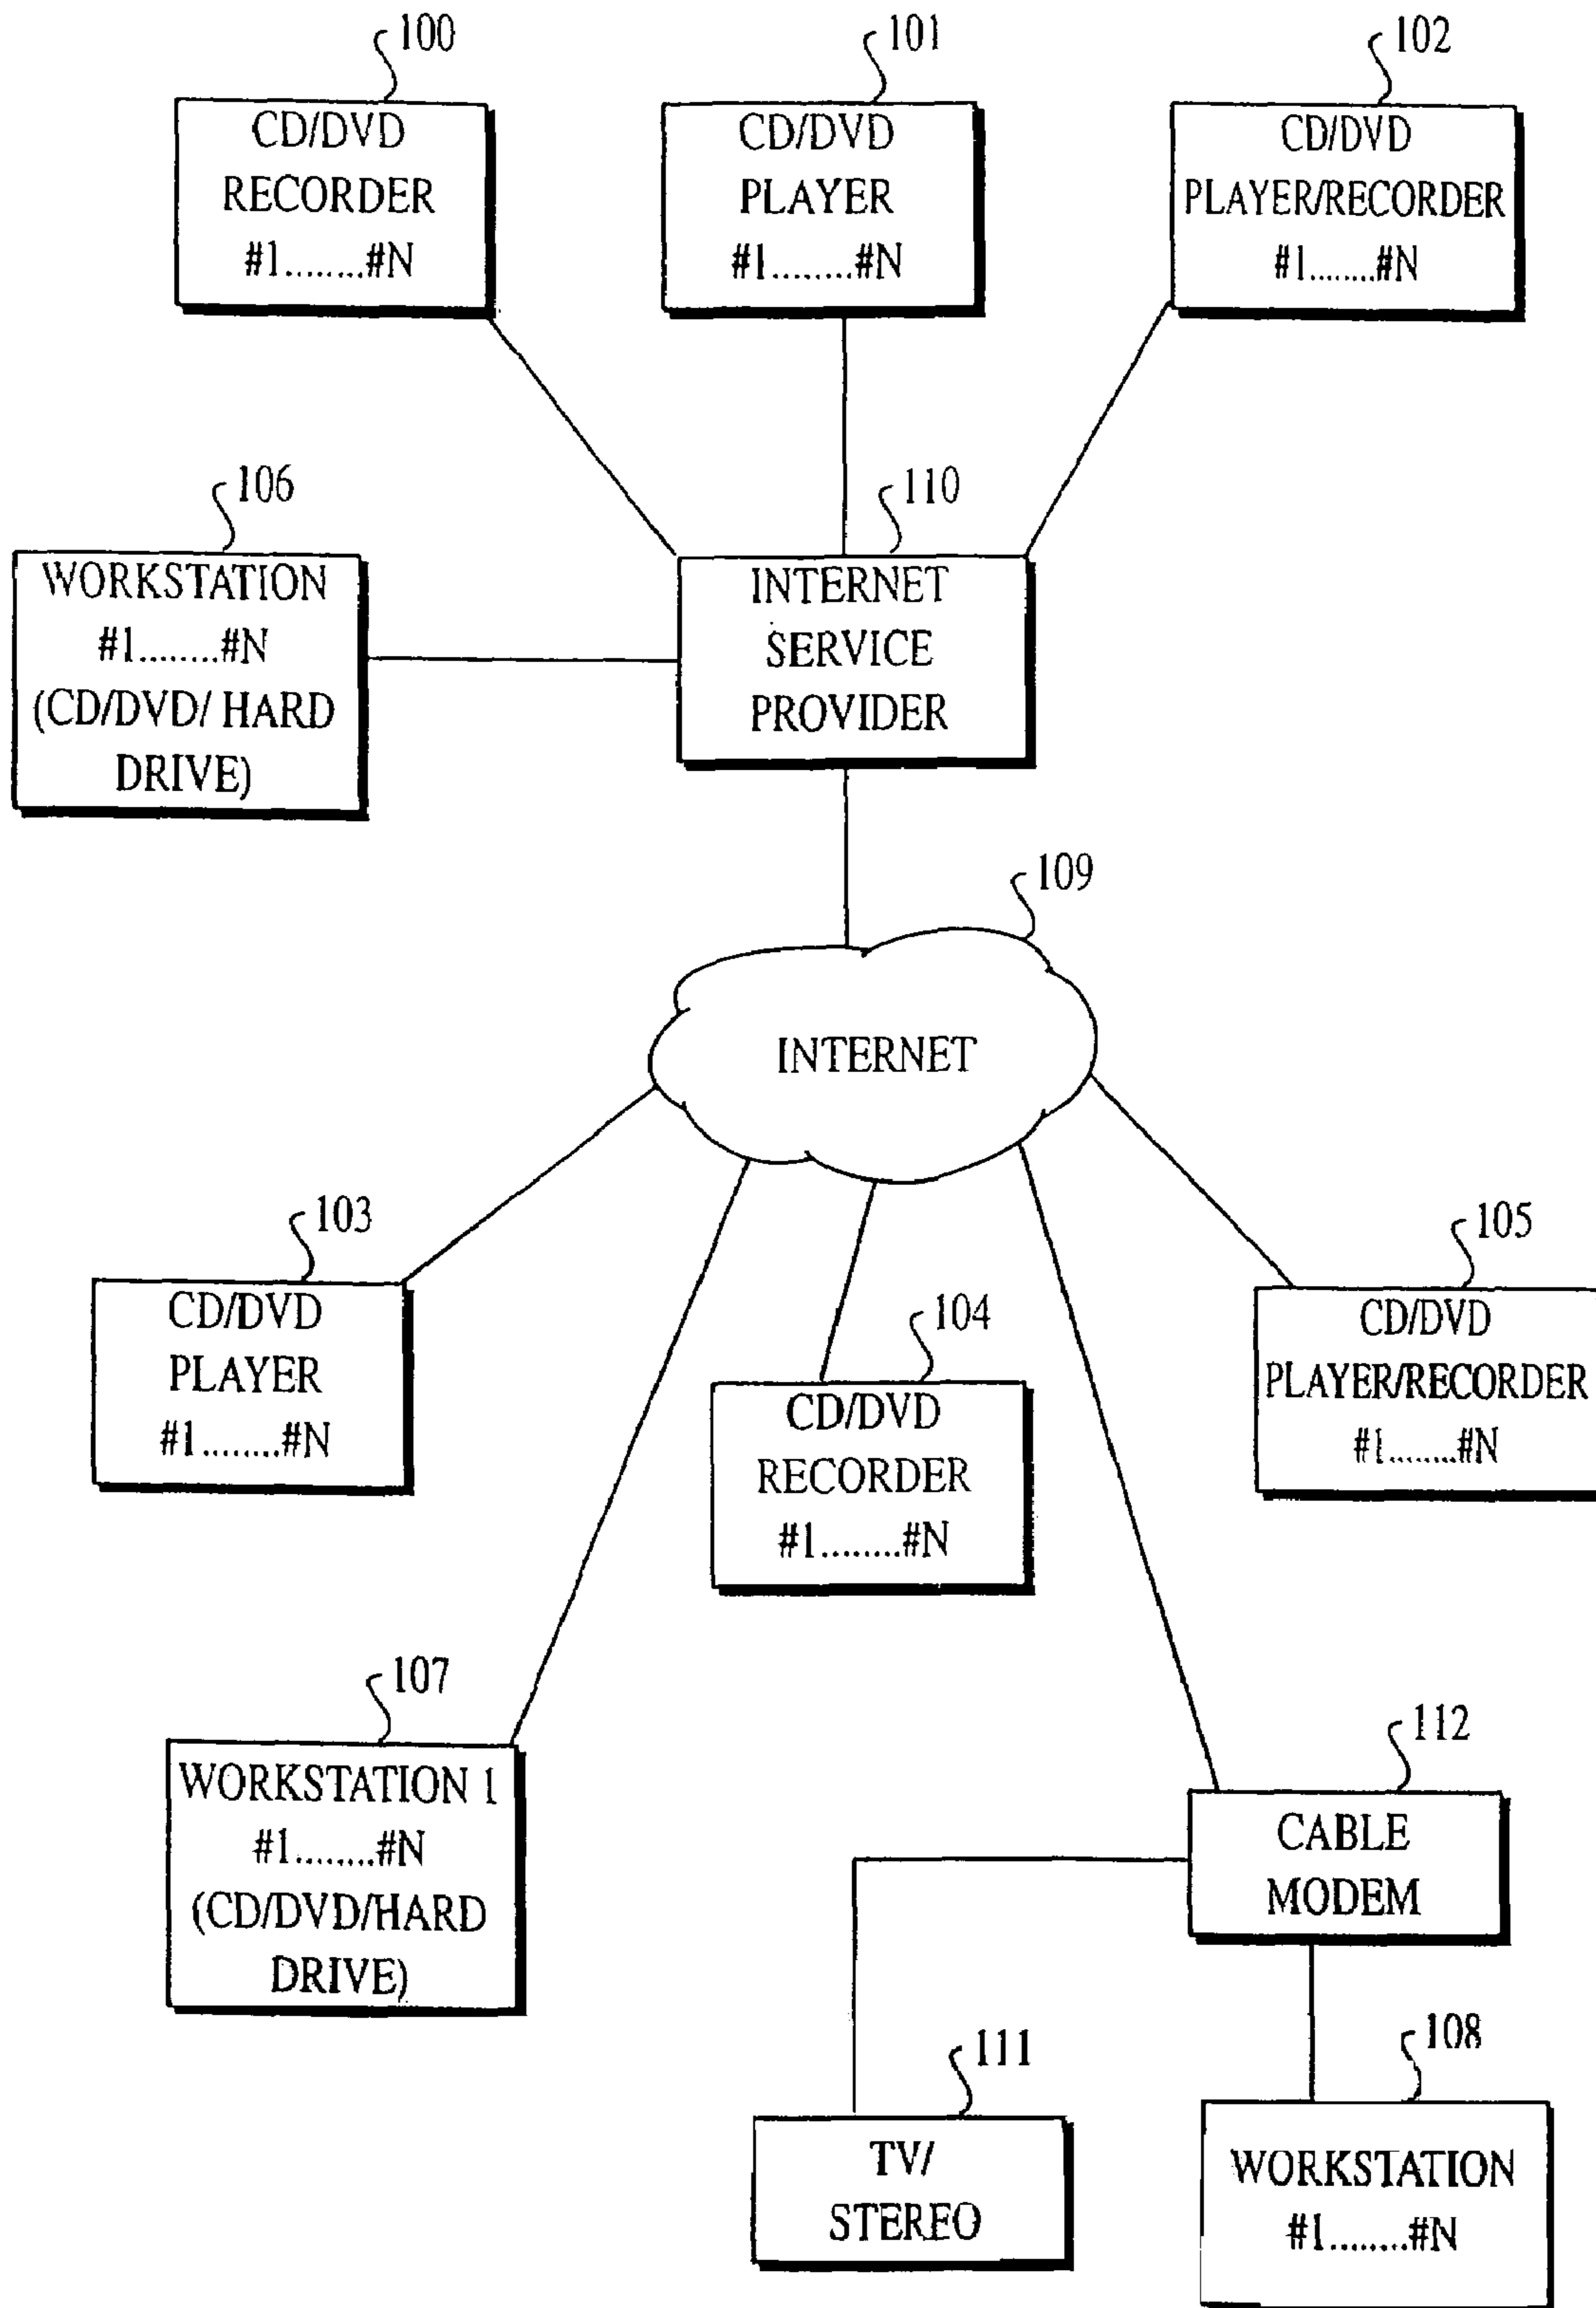 100
CD/DVD
RECORDER
#1........#N
101
CD/DVD
PLAYER
#1........#N
102
CD/DVD
PLAYER/RECORDER
#1........#N
106
WORKSTATION
#1........#N
(CD/DVD/ HARD
DRIVE)
110
INTERNET
SERVICE
PROVIDER
109
INTERNET
103
CD/DVD
PLAYER
#1........#N
104
CD/DVD
RECORDER
#1........#N
105
CD/DVD
PLAYER/RECORDER
#1........#N
107
WORKSTATION 1
#1........#N
(CD/DVD/HARD
DRIVE)
112
CABLE
MODEM
111
TV/
STEREO
108
WORKSTATION
#1........#N